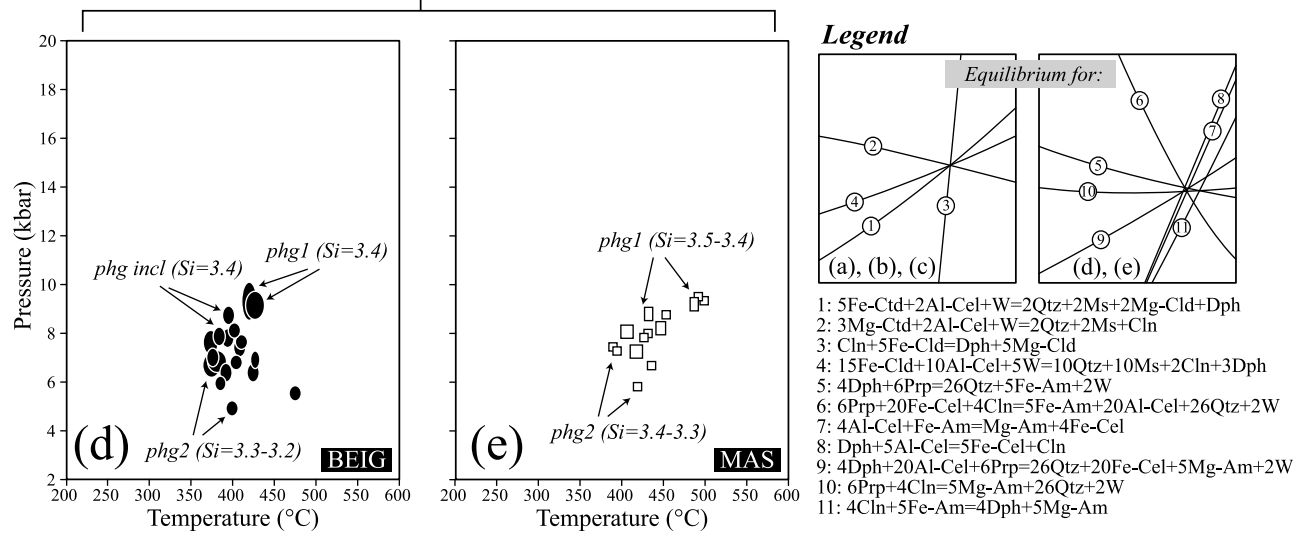 20
18
16
14
12
10
8
6
4
2
Pressure (kbar)
phg incl (Si=3.4)
phg1 (Si=3.4)
phg2 (Si=3.3-3.2)
(d)
BEIG
200 250 300 350 400 450 500 550 600
Temperature (°C)
phg1 (Si=3.5-3.4)
phg2 (Si=3.4-3.3)
(e)
MAS
200 250 300 350 400 450 500 550 600
Temperature (°C)
Legend
Equilibrium for:
2
4
1
3
(a), (b), (c)
6
8
7
5
10
9
11
(d), (e)
1: 5Fe-Ctd+2Al-Cel+W=2Qtz+2Ms+2Mg-Cld+Dph
2: 3Mg-Ctd+2Al-Cel+W=2Qtz+2Ms+Cln
3: Cln+5Fe-Cld=Dph+5Mg-Cld
4: 15Fe-Cld+10Al-Cel+5W=10Qtz+10Ms+2Cln+3Dph
5: 4Dph+6Prp=26Qtz+5Fe-Am+2W
6: 6Prp+20Fe-Cel+4Cln=5Fe-Am+20Al-Cel+26Qtz+2W
7: 4Al-Cel+Fe-Am=Mg-Am+4Fe-Cel
8: Dph+5Al-Cel=5Fe-Cel+Cln
9: 4Dph+20Al-Cel+6Prp=26Qtz+20Fe-Cel+5Mg-Am+2W
10: 6Prp+4Cln=5Mg-Am+26Qtz+2W
11: 4Cln+5Fe-Am=4Dph+5Mg-Am